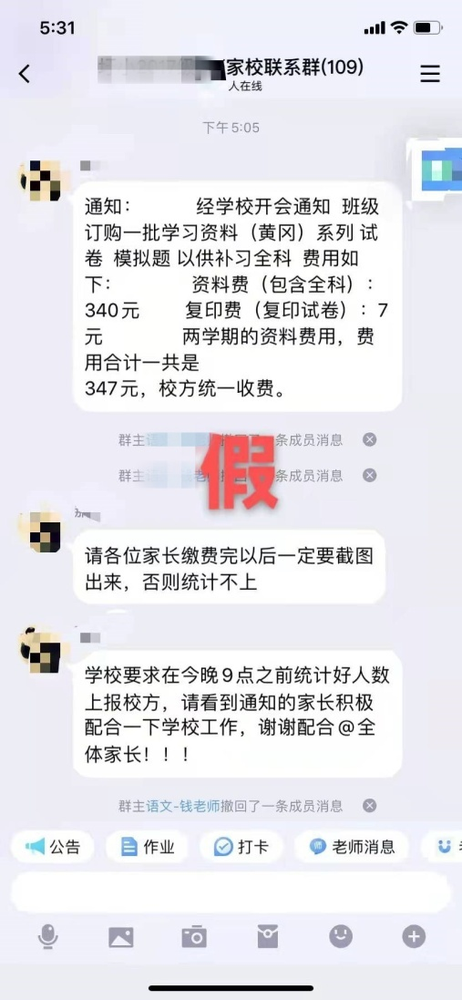 5:31
家校联系群(109)
人在线
下午5:05
通知： 经学校开会通知 班级
订购一批学习资料（黄冈）系列 试
卷 模拟题 以供补习全科 费用如
下： 资料费（包含全科）：
340元 复印费（复印试卷）：7
元 两学期的资料费用，费
用合计一共是
347元，校方统一收费。
群主 条成员消息
群主 条成员消息
假
请各位家长缴费完以后一定要截图
出来，否则统计不上
学校要求在今晚9点之前统计好人数
上报校方，请看到通知的家长积极
配合一下学校工作，谢谢配合@全
体家长！！！
群主语文-钱老师撤回了一条成员消息
公告 作业 打卡 老师消息